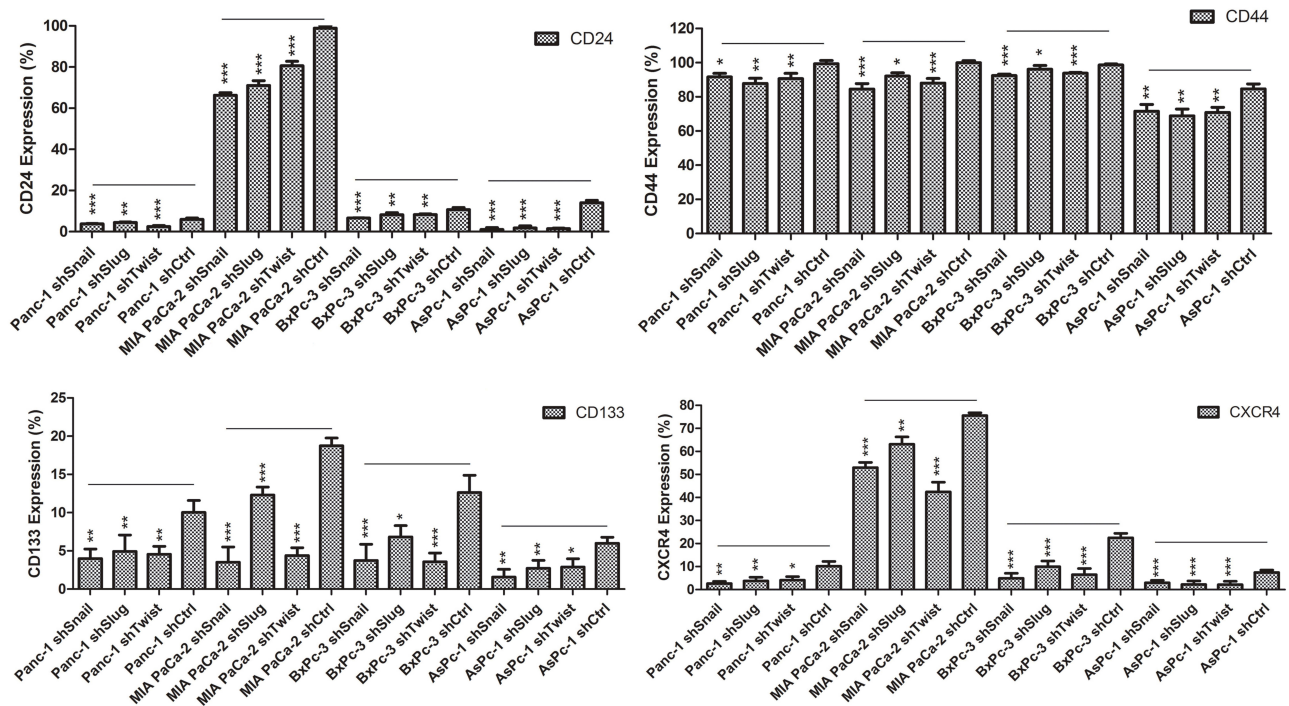 CD24
CD24 Expression (%)
100
80
60
40
20
0
*** ** *** *** *** *** *** ** ** *** *** ***
Panc-1 shSnail
Panc-1 shSlug
Panc-1 shTwist
Panc-1 shCtrl
MIA PaCa-2 shSnail
MIA PaCa-2 shSlug
MIA PaCa-2 shTwist
MIA PaCa-2 shCtrl
BxPc-3 shSnail
BxPc-3 shSlug
BxPc-3 shTwist
BxPc-3 shCtrl
AsPc-1 shSnail
AsPc-1 shSlug
AsPc-1 shTwist
AsPc-1 shCtrl
CD44
CD44 Expression (%)
120
100
80
60
40
20
0
* ** ** *** * *** *** * *** ** ** **
Panc-1 shSnail
Panc-1 shSlug
Panc-1 shTwist
Panc-1 shCtrl
MIA PaCa-2 shSnail
MIA PaCa-2 shSlug
MIA PaCa-2 shTwist
MIA PaCa-2 shCtrl
BxPc-3 shSnail
BxPc-3 shSlug
BxPc-3 shTwist
BxPc-3 shCtrl
AsPc-1 shSnail
AsPc-1 shSlug
AsPc-1 shTwist
AsPc-1 shCtrl
CD133
CD133 Expression (%)
25
20
15
10
5
0
** ** ** *** *** *** *** * *** ** ** *
Panc-1 shSnail
Panc-1 shSlug
Panc-1 shTwist
Panc-1 shCtrl
MIA PaCa-2 shSnail
MIA PaCa-2 shSlug
MIA PaCa-2 shTwist
MIA PaCa-2 shCtrl
BxPc-3 shSnail
BxPc-3 shSlug
BxPc-3 shTwist
BxPc-3 shCtrl
AsPc-1 shSnail
AsPc-1 shSlug
AsPc-1 shTwist
AsPc-1 shCtrl
CXCR4
CXCR4 Expression (%)
80
70
60
50
40
30
20
10
0
** ** * *** ** *** *** *** *** *** *** ***
Panc-1 shSnail
Panc-1 shSlug
Panc-1 shTwist
Panc-1 shCtrl
MIA PaCa-2 shSnail
MIA PaCa-2 shSlug
MIA PaCa-2 shTwist
MIA PaCa-2 shCtrl
BxPc-3 shSnail
BxPc-3 shSlug
BxPc-3 shTwist
BxPc-3 shCtrl
AsPc-1 shSnail
AsPc-1 shSlug
AsPc-1 shTwist
AsPc-1 shCtrl